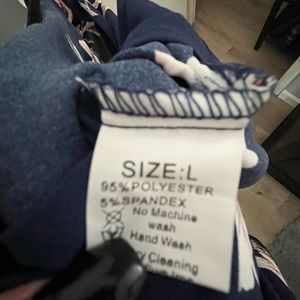 SIZE:L
95%POLYESTER
5%SPANDEX
No Machine
wash
Hand Wash
Cleaning